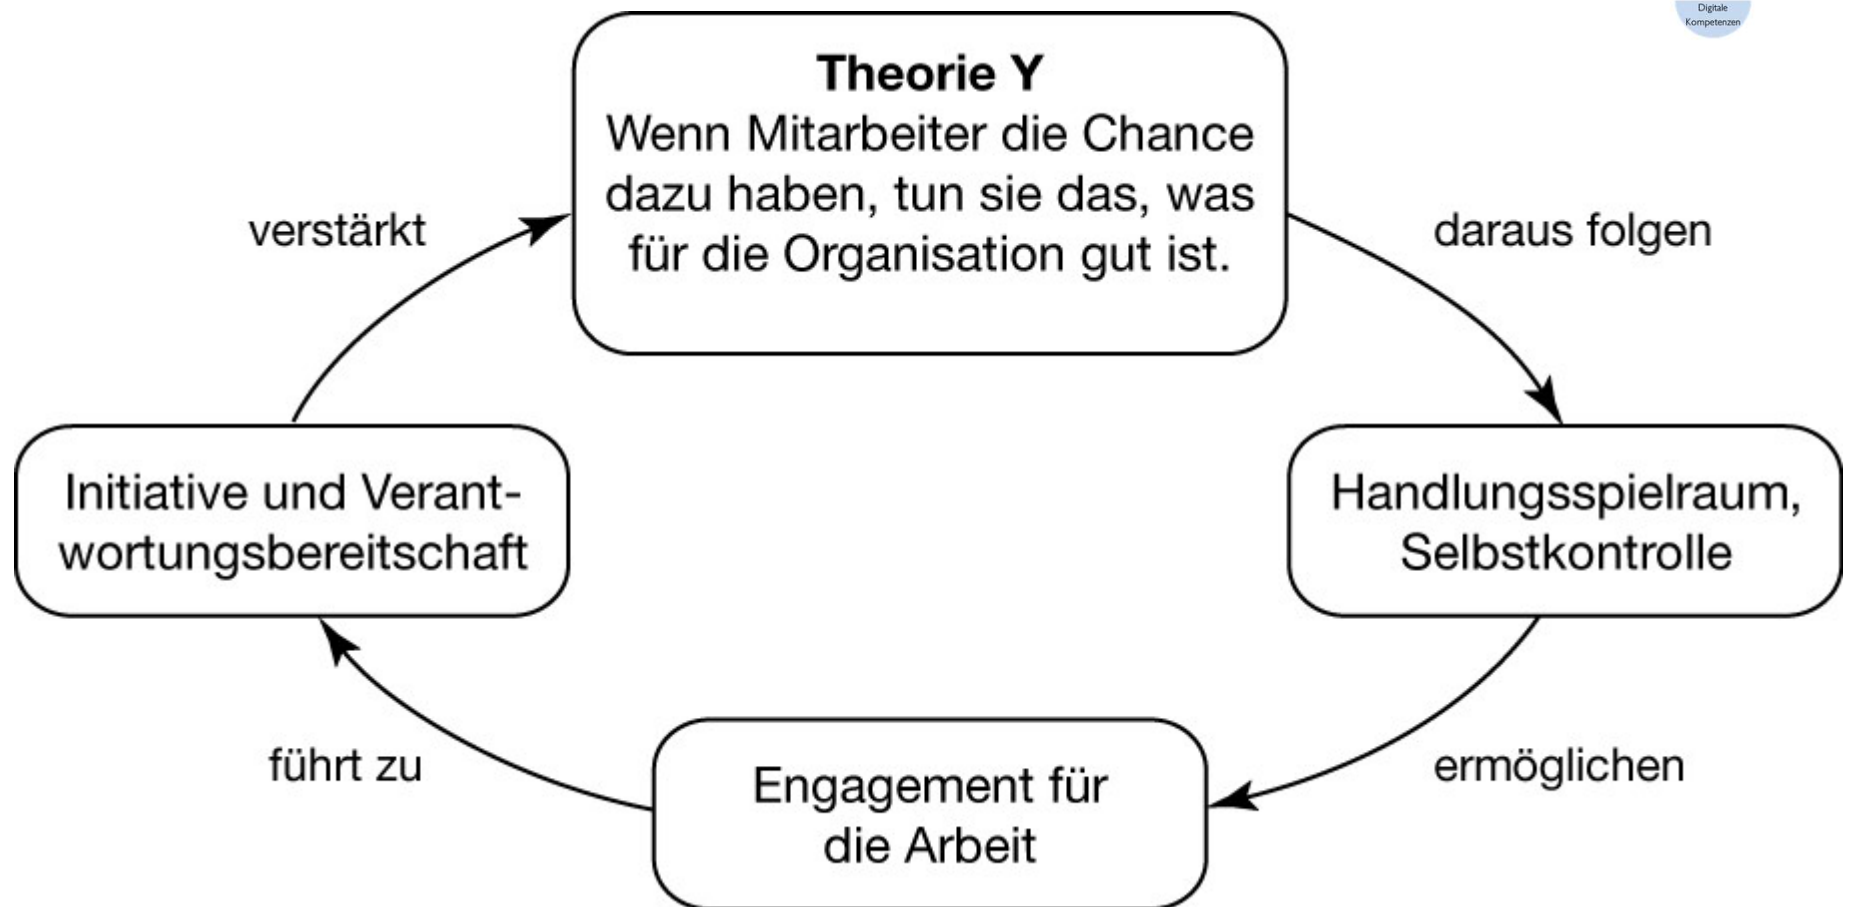 Digitale
Kompetenzen
Theorie Y
Wenn Mitarbeiter die Chance
dazu haben, tun sie das, was
für die Organisation gut ist.
verstärkt
daraus folgen
Initiative und Verant-
wortungsbereitschaft
Handlungsspielraum,
Selbstkontrolle
führt zu
ermöglichen
Engagement für
die Arbeit